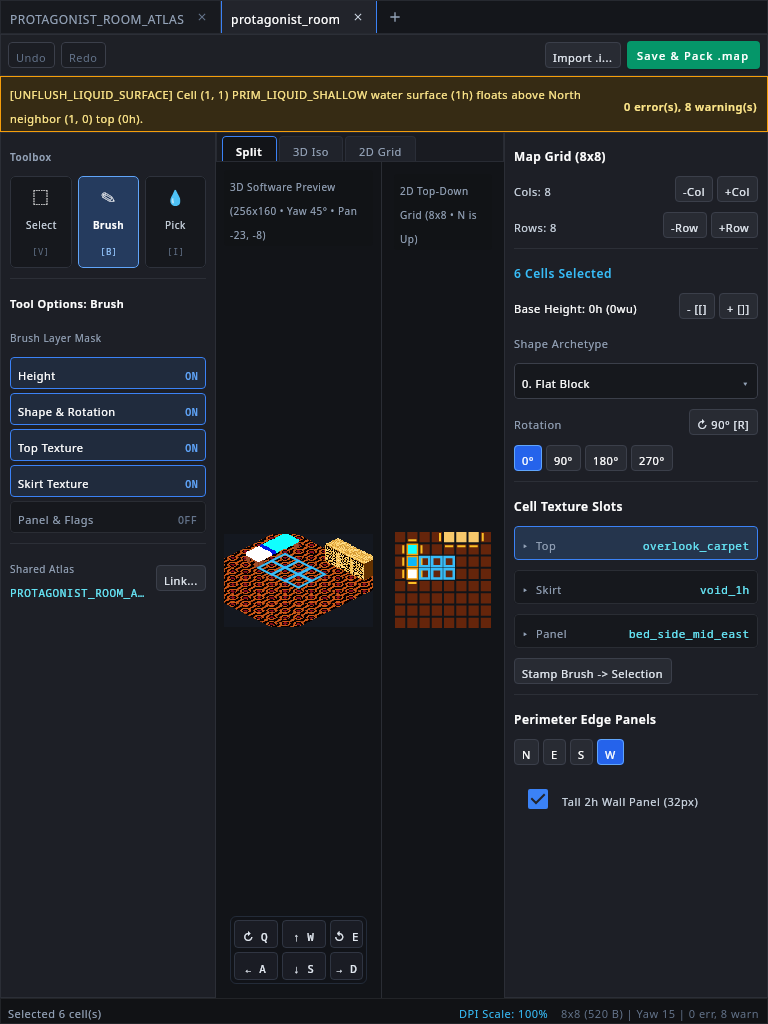 PROTAGONIST_ROOM_ATLAS ×
protagonist_room ×
+
Undo
Redo
Import .i...
Save & Pack .map
[UNFLUSH_LIQUID_SURFACE] Cell (1, 1) PRIM_LIQUID_SHALLOW water surface (1h) floats above North
neighbor (1, 0) top (0h).
0 error(s), 8 warning(s)
Toolbox
Select
[V]
Brush
[B]
Pick
[I]
Tool Options: Brush
Brush Layer Mask
Height ON
Shape & Rotation ON
Top Texture ON
Skirt Texture ON
Panel & Flags OFF
Shared Atlas
PROTAGONIST_ROOM_A…
Link...
Split
3D Iso
2D Grid
3D Software Preview
(256x160 • Yaw 45° • Pan
-23, -8)
2D Top-Down
Grid (8x8 • N is
Up)
↻ Q
↑ W
↺ E
← A
↓ S
→ D
Map Grid (8x8)
Cols: 8
-Col
+Col
Rows: 8
-Row
+Row
6 Cells Selected
Base Height: 0h (0wu)
- [[]
+ []]
Shape Archetype
0. Flat Block
Rotation
↻ 90° [R]
0°
90°
180°
270°
Cell Texture Slots
Top overlook_carpet
Skirt void_1h
Panel bed_side_mid_east
Stamp Brush -> Selection
Perimeter Edge Panels
N
E
S
W
Tall 2h Wall Panel (32px)
Selected 6 cell(s)
DPI Scale: 100%
8x8 (520 B) | Yaw 15 | 0 err, 8 warn